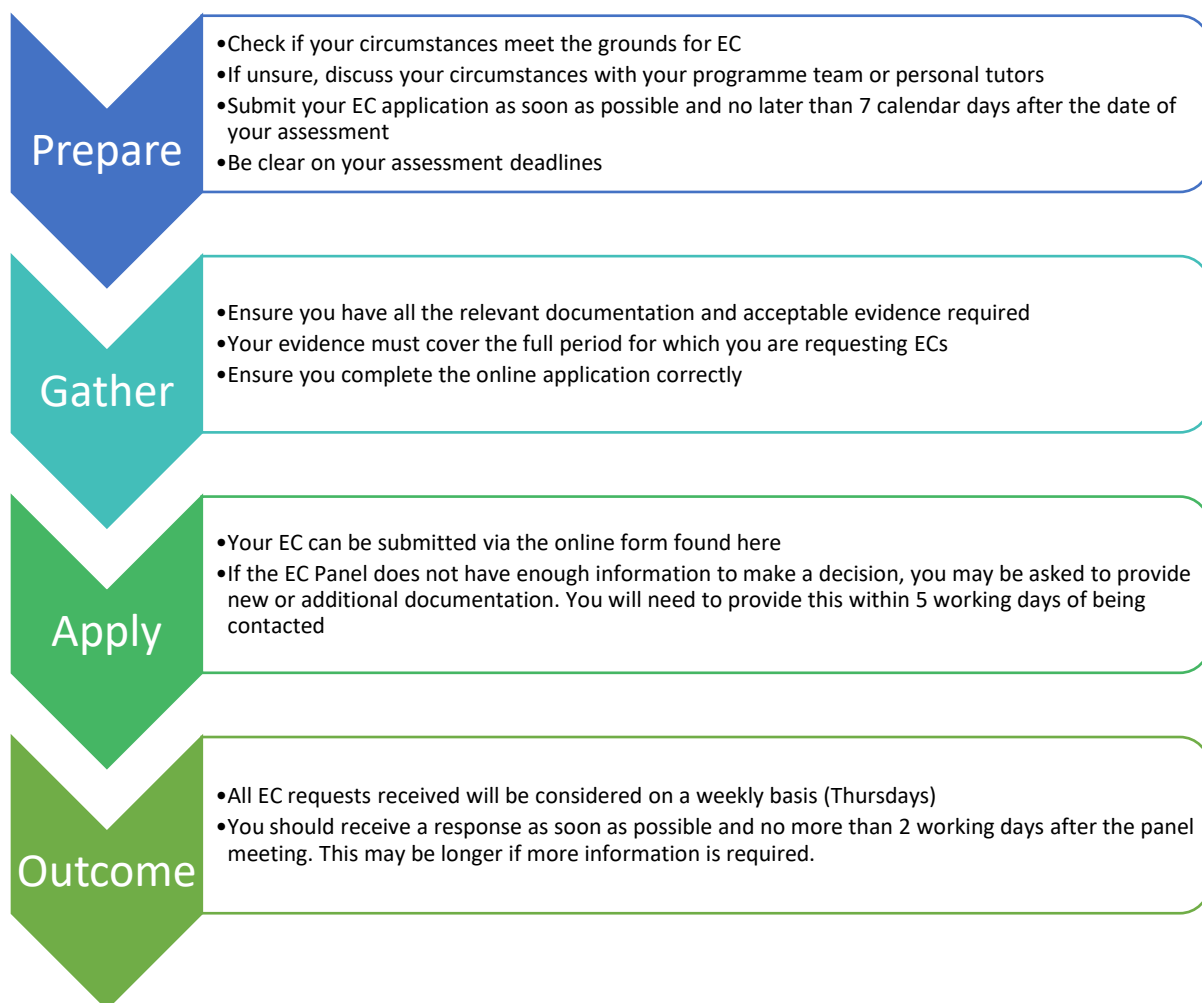 Prepare
•Check if your circumstances meet the grounds for EC
•If unsure, discuss your circumstances with your programme team or personal tutors
•Submit your EC application as soon as possible and no later than 7 calendar days after the date of
your assessment
•Be clear on your assessment deadlines
Gather
•Ensure you have all the relevant documentation and acceptable evidence required
•Your evidence must cover the full period for which you are requesting ECs
•Ensure you complete the online application correctly
Apply
•Your EC can be submitted via the online form found here
•If the EC Panel does not have enough information to make a decision, you may be asked to provide
new or additional documentation. You will need to provide this within 5 working days of being
contacted
Outcome
•All EC requests received will be considered on a weekly basis (Thursdays)
•You should receive a response as soon as possible and no more than 2 working days after the panel
meeting. This may be longer if more information is required.